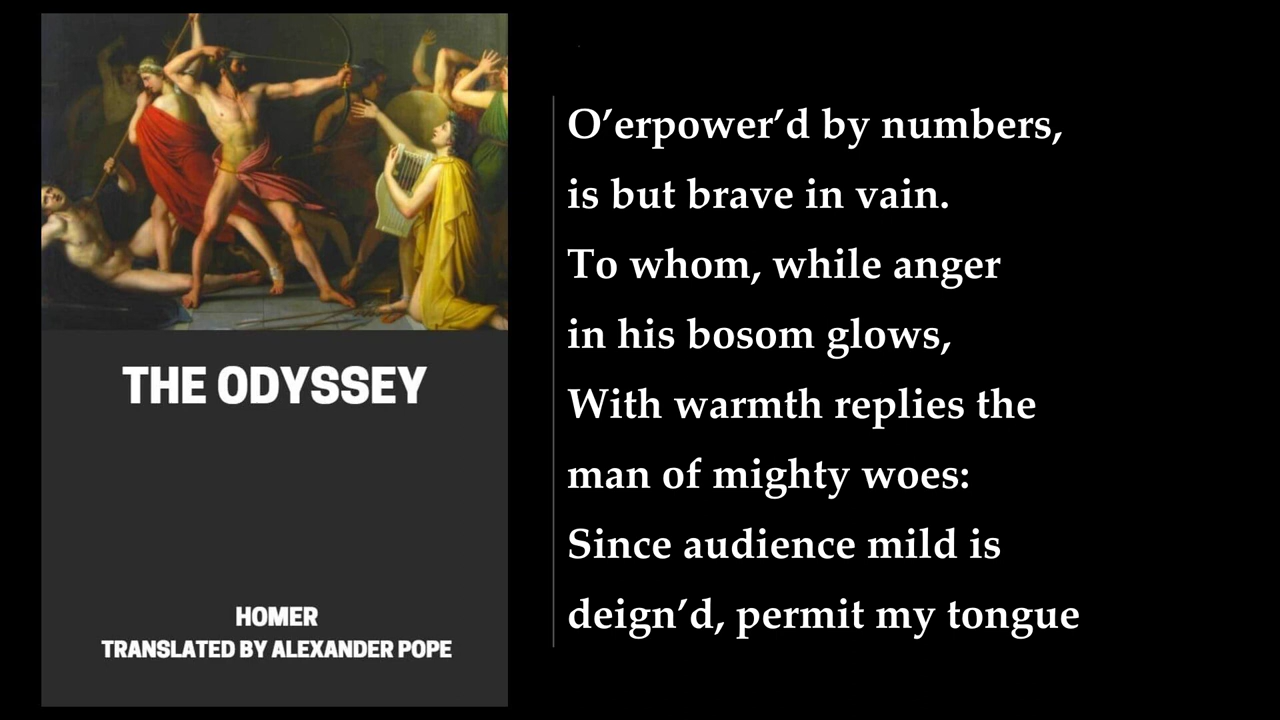 THE ODYSSEY
HOMER
TRANSLATED BY ALEXANDER POPE
O’erpower’d by numbers,
is but brave in vain.
To whom, while anger
in his bosom glows,
With warmth replies the
man of mighty woes:
Since audience mild is
deign’d, permit my tongue